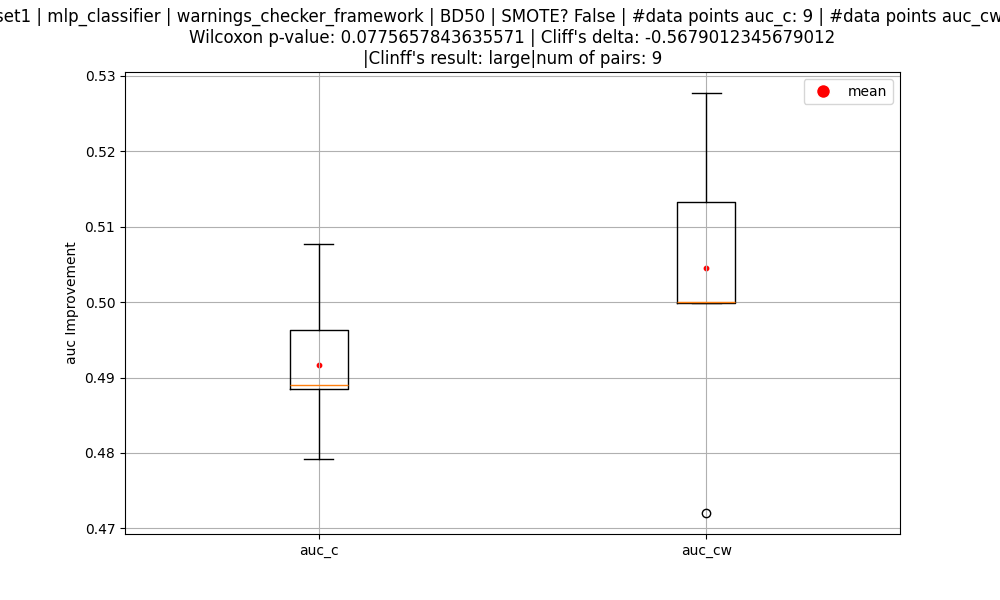 set1 | mlp_classifier | warnings_checker_framework | BD50 | SMOTE? False | #data points auc_c: 9 | #data points auc_cw
Wilcoxon p-value: 0.0775657843635571 | Cliff's delta: -0.5679012345679012
|Clinff's result: large|num of pairs: 9
mean
0.53
0.52
0.51
0.50
0.49
0.48
0.47
auc Improvement
auc_c
auc_cw